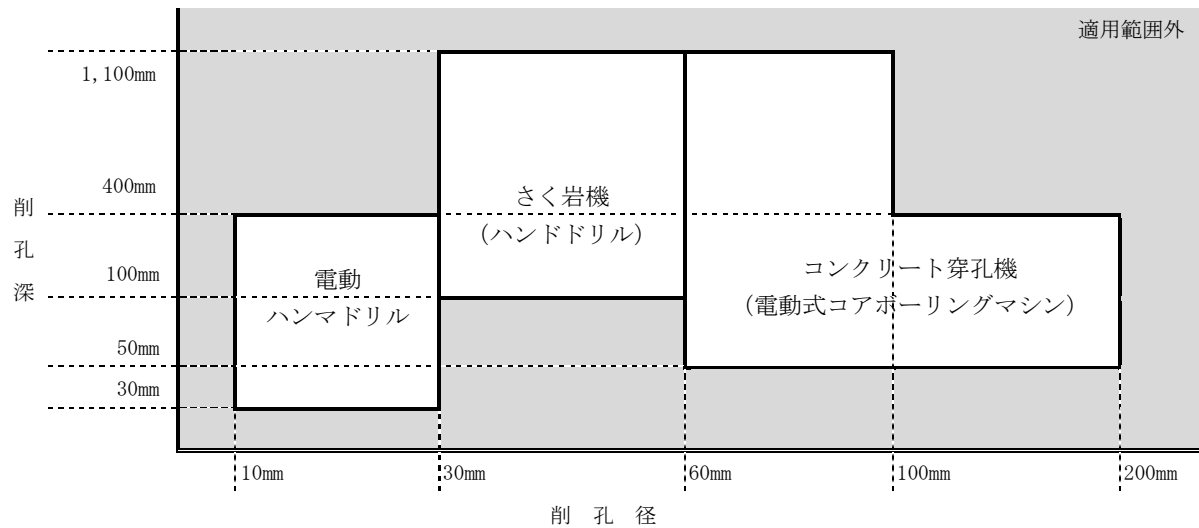 適用範囲外
1,100mm
400mm
100mm
50mm
30mm
削
孔
深
さく岩機
(ハンドドリル)
電動
ハンマドリル
コンクリート穿孔機
(電動式コアボーリングマシン)
10mm
30mm
60mm
100mm
200mm
削 孔 径